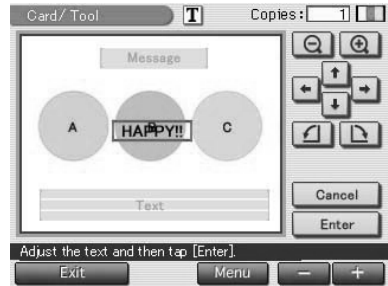 Card/Tool T Copies: 1
Message
A HAPPY!! C
Text
Cancel
Enter
Adjust the text and then tap [Enter].
Exit Menu - +